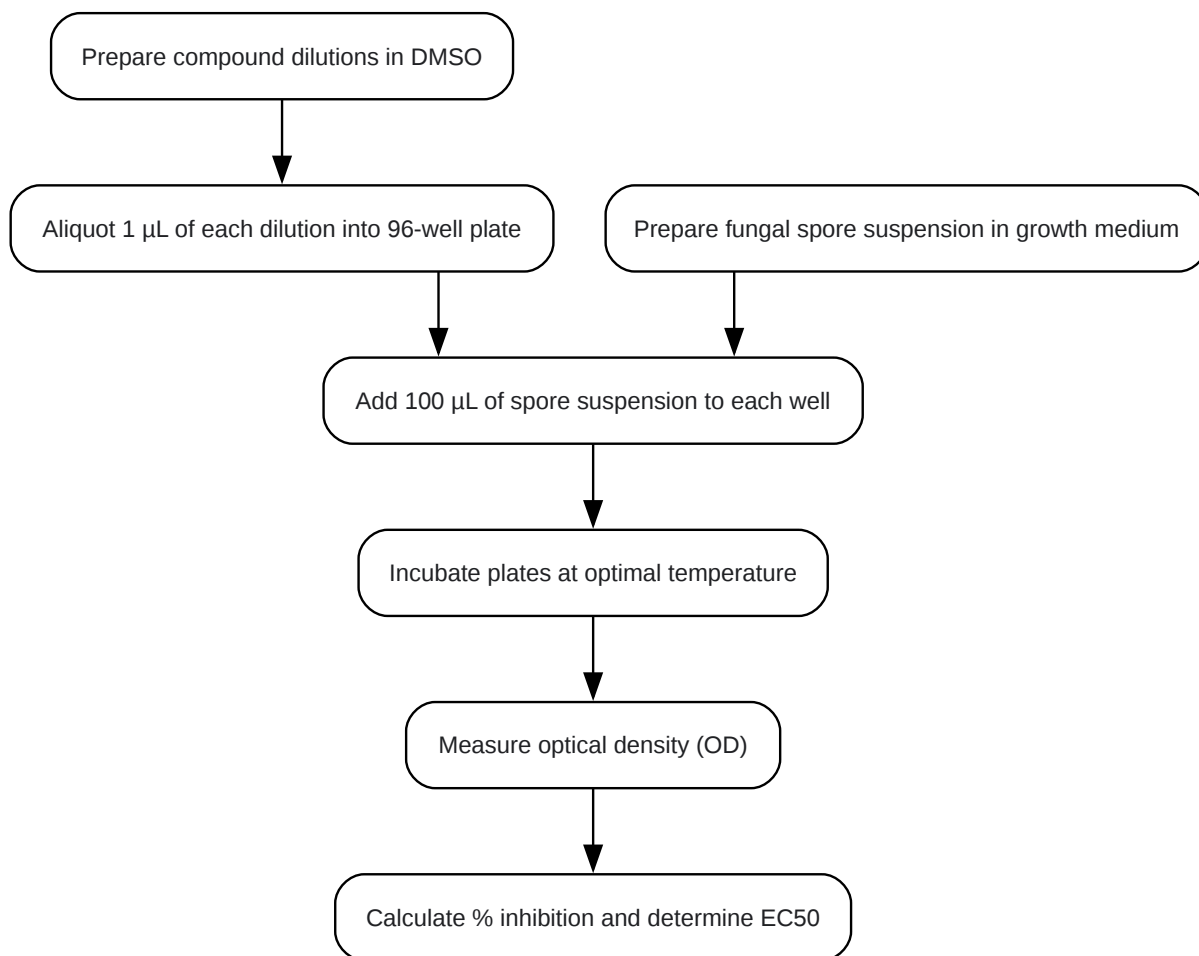 Prepare compound dilutions in DMSO
Aliquot 1 µL of each dilution into 96-well plate
Prepare fungal spore suspension in growth medium
Add 100 µL of spore suspension to each well
Incubate plates at optimal temperature
Measure optical density (OD)
Calculate % inhibition and determine EC50